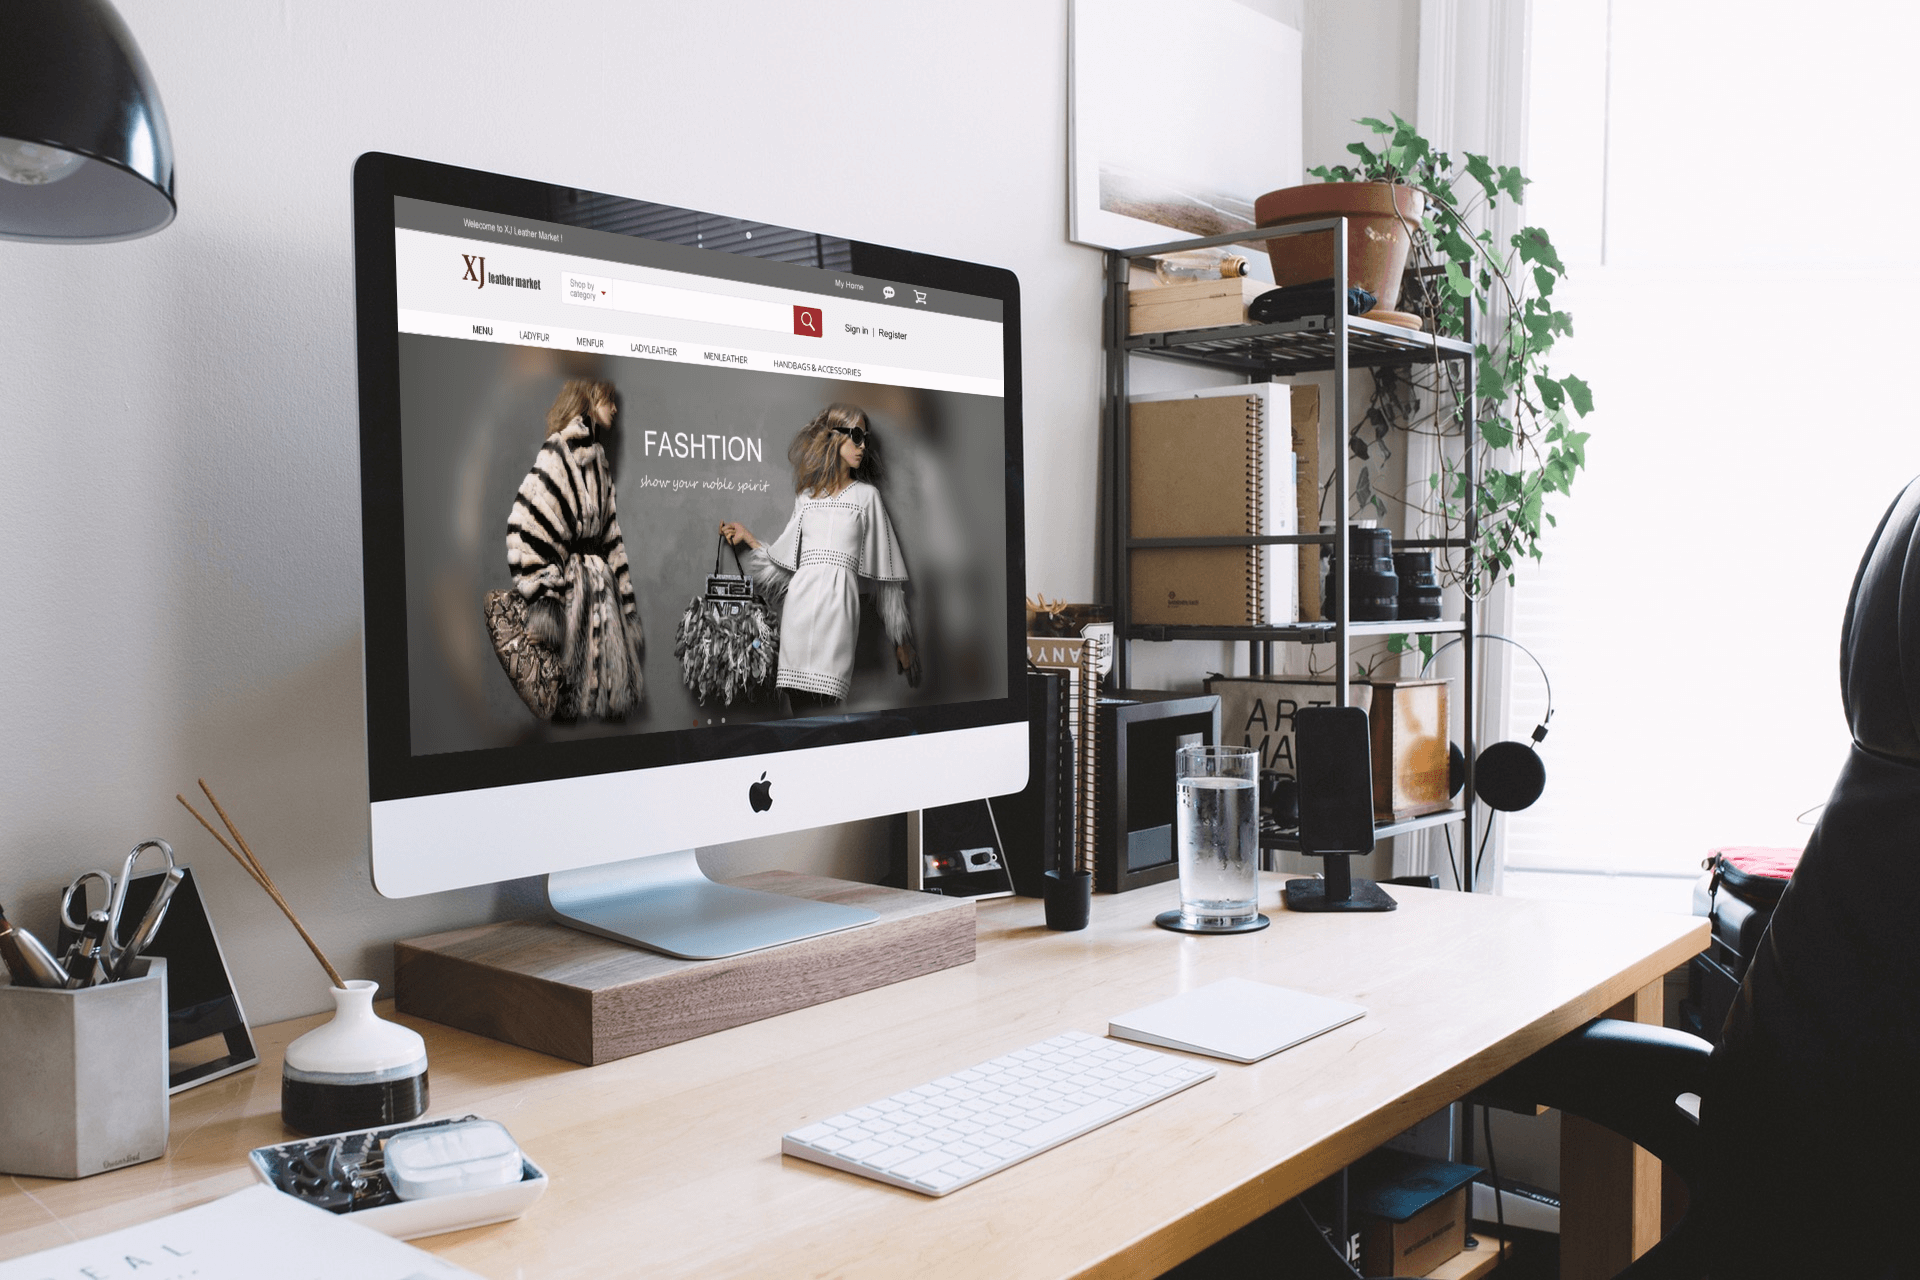 Welcome to XJ Leather Market !
My Home
XJ leather market
Shop by
category
Sign in | Register
MENU LADYFUR MENFUR LADYLEATHER MENLEATHER HANDBAGS & ACCESSORIES
FASHTION
show your noble spirit
ANY
ART
MA
EAL